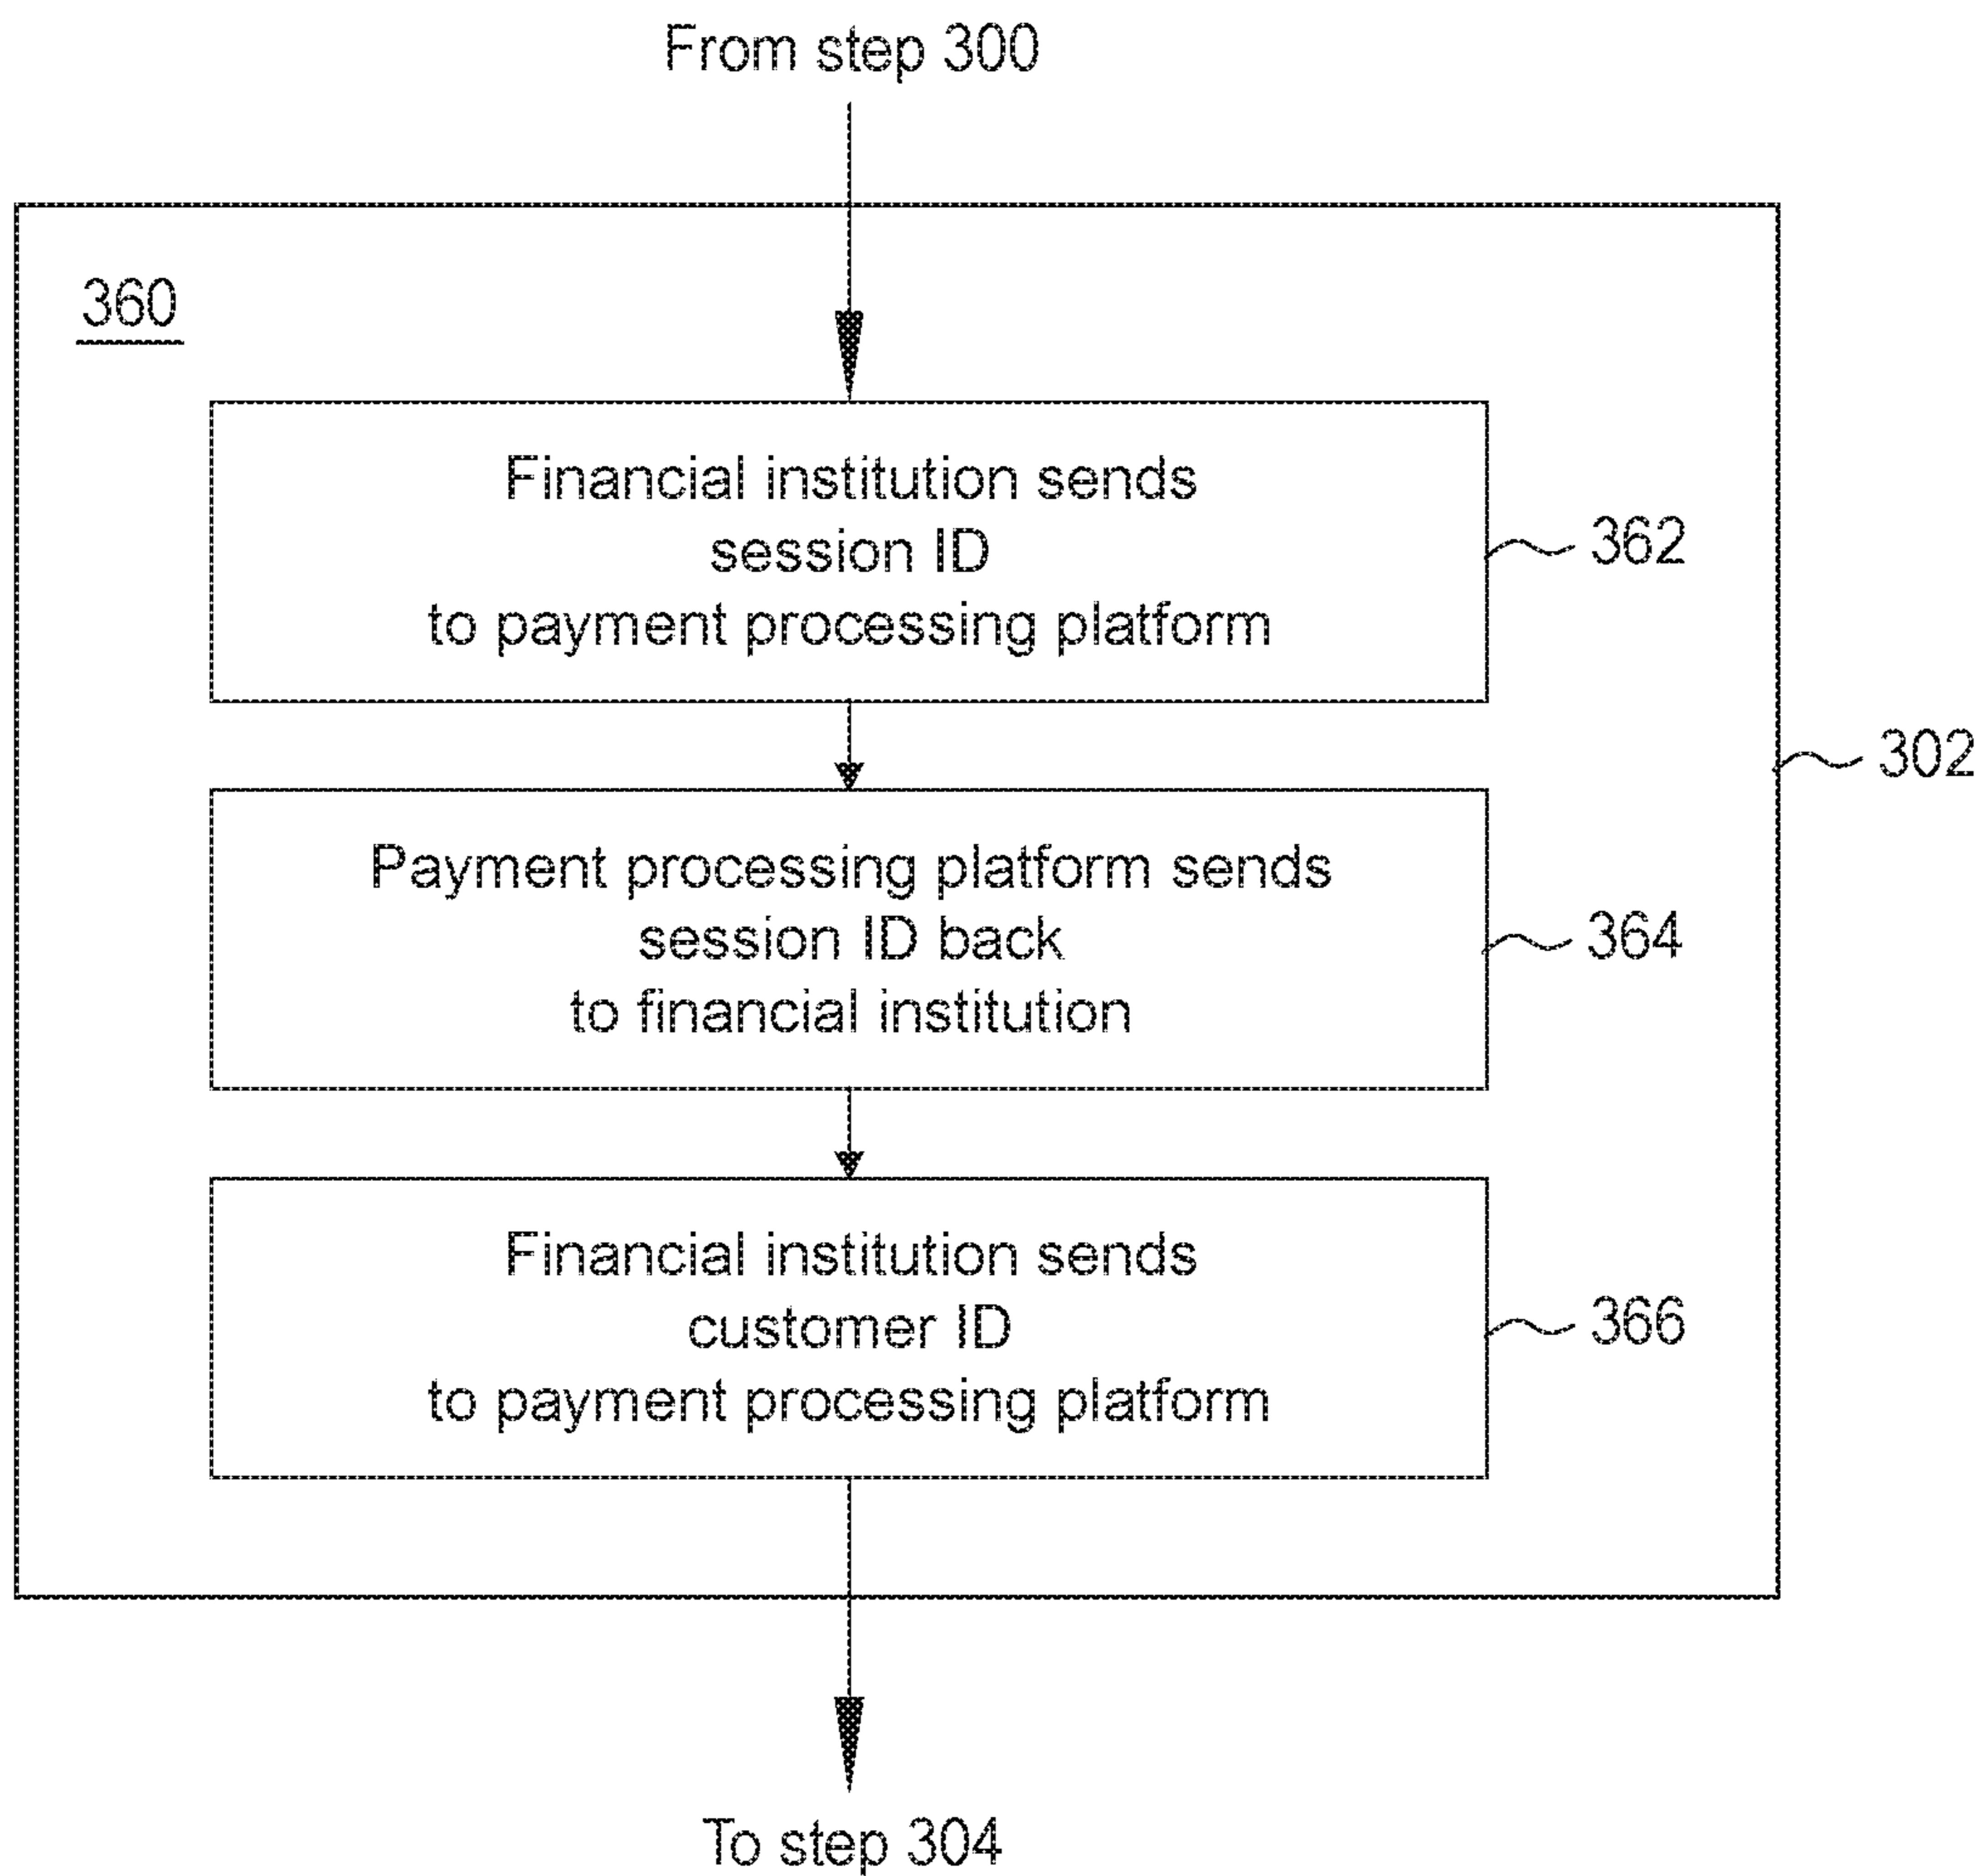 From step 300
360
Financial institution sends
session ID
to payment processing platform
362
302
Payment processing platform sends
session ID back
to financial institution
364
Financial institution sends
customer ID
to payment processing platform
366
To step 304